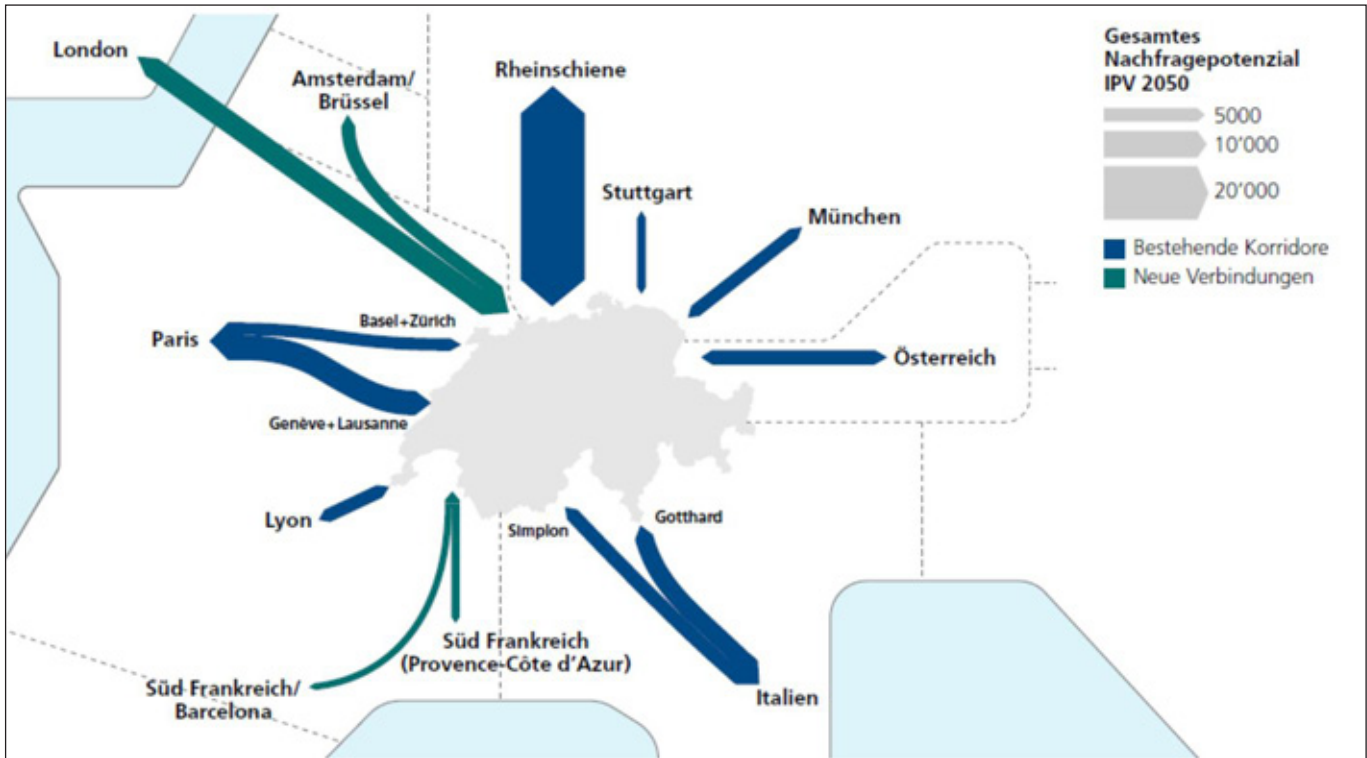 London
Amsterdam/
Brüssel
Rheinschiene
Stuttgart
München
Basel+Zürich
Paris
Österreich
Genève+Lausanne
Lyon
Simplon
Gotthard
Süd Frankreich
(Provence-Côte d'Azur)
Süd Frankreich/
Barcelona
Italien
Gesamtes
Nachfragepotenzial
IPV 2050
5000
10'000
20'000
Bestehende Korridore
Neue Verbindungen